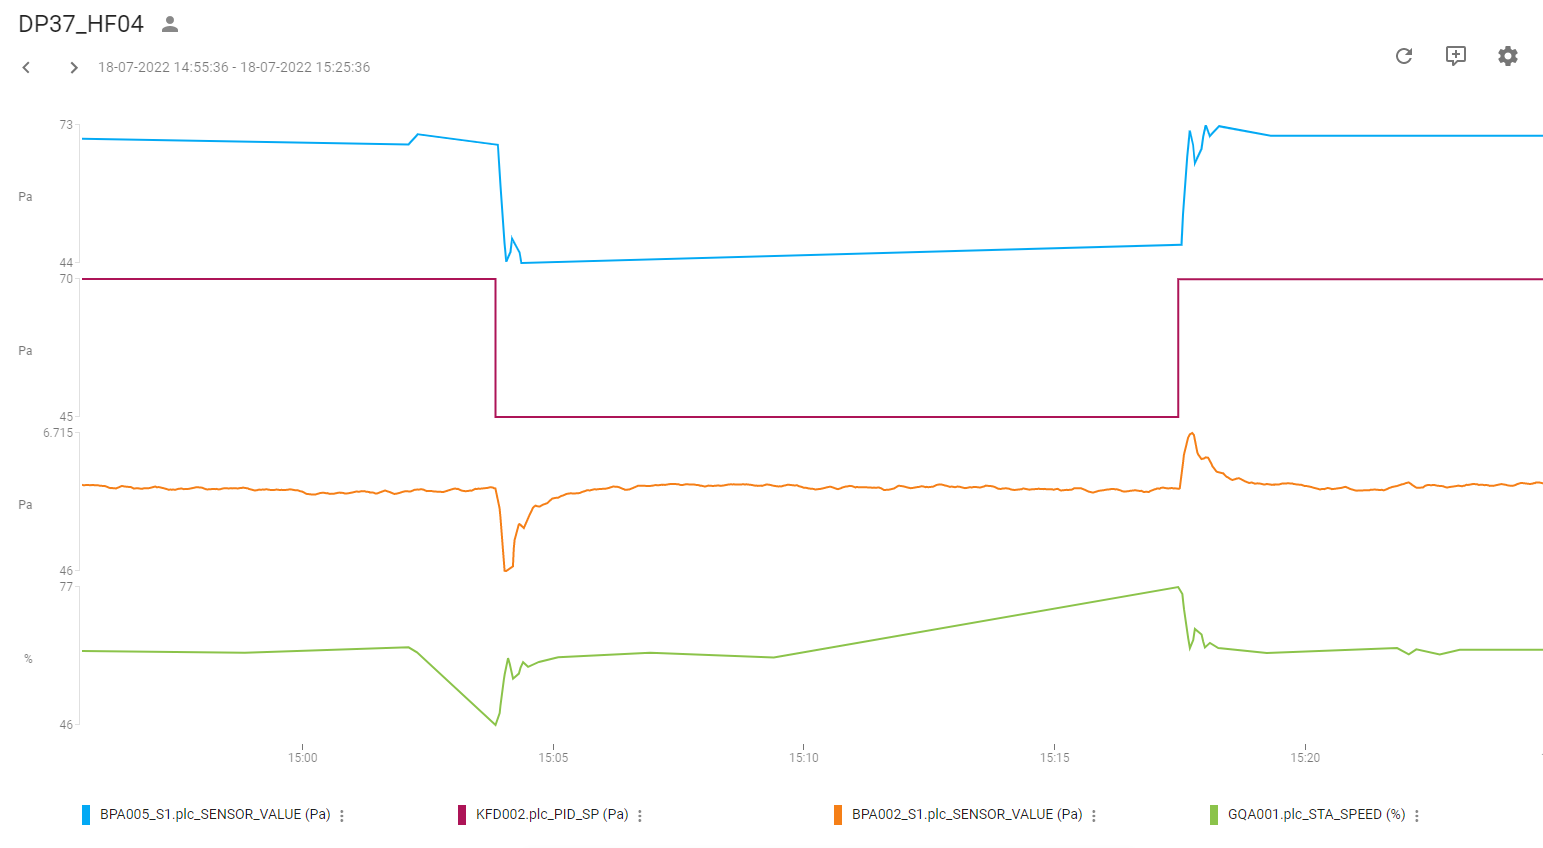 DP37_HF04
18-07-2022 14:55:36 - 18-07-2022 15:25:36
73
Pa
44
70
Pa
45
6.715
Pa
46
77
%
46
15:00 15:05 15:10 15:15 15:20
BPA005_S1.plc_SENSOR_VALUE (Pa) KFD002.plc_PID_SP (Pa) BPA002_S1.plc_SENSOR_VALUE (Pa) GQA001.plc_STA_SPEED (%)